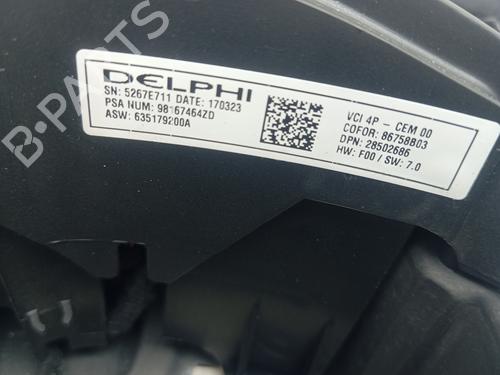 DELPHI
SN: 5267E711 DATE: 170323
PSA NUM: 98167464ZD
ASW: 635179200A
VCI 4P - CEM 00
COFOR: 86758B03
DPN: 28502686
HW: F00 / SW: 7.0
B-PARTS